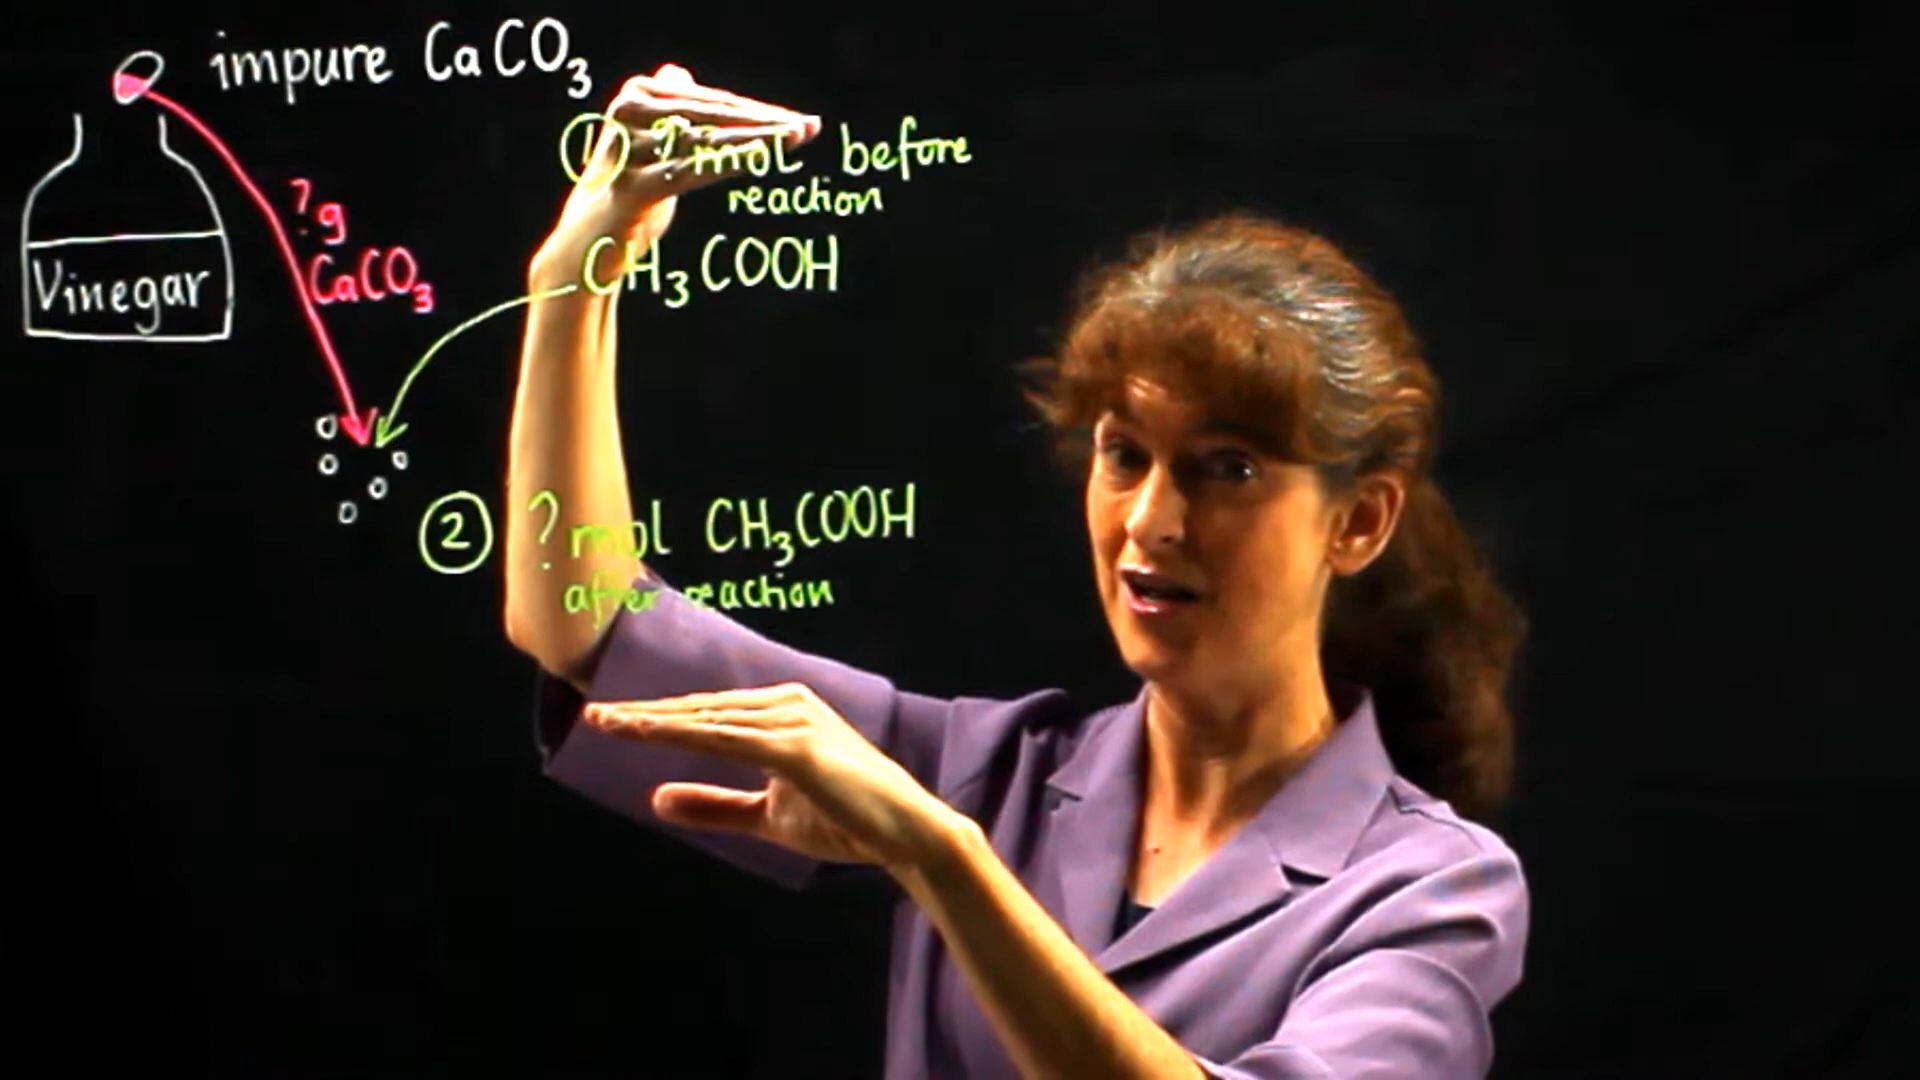 impure CaCO₃
① ? mol before
reaction
? g
CaCO₃
CH₃COOH
Vinegar
② ? mol CH₃COOH
after reaction